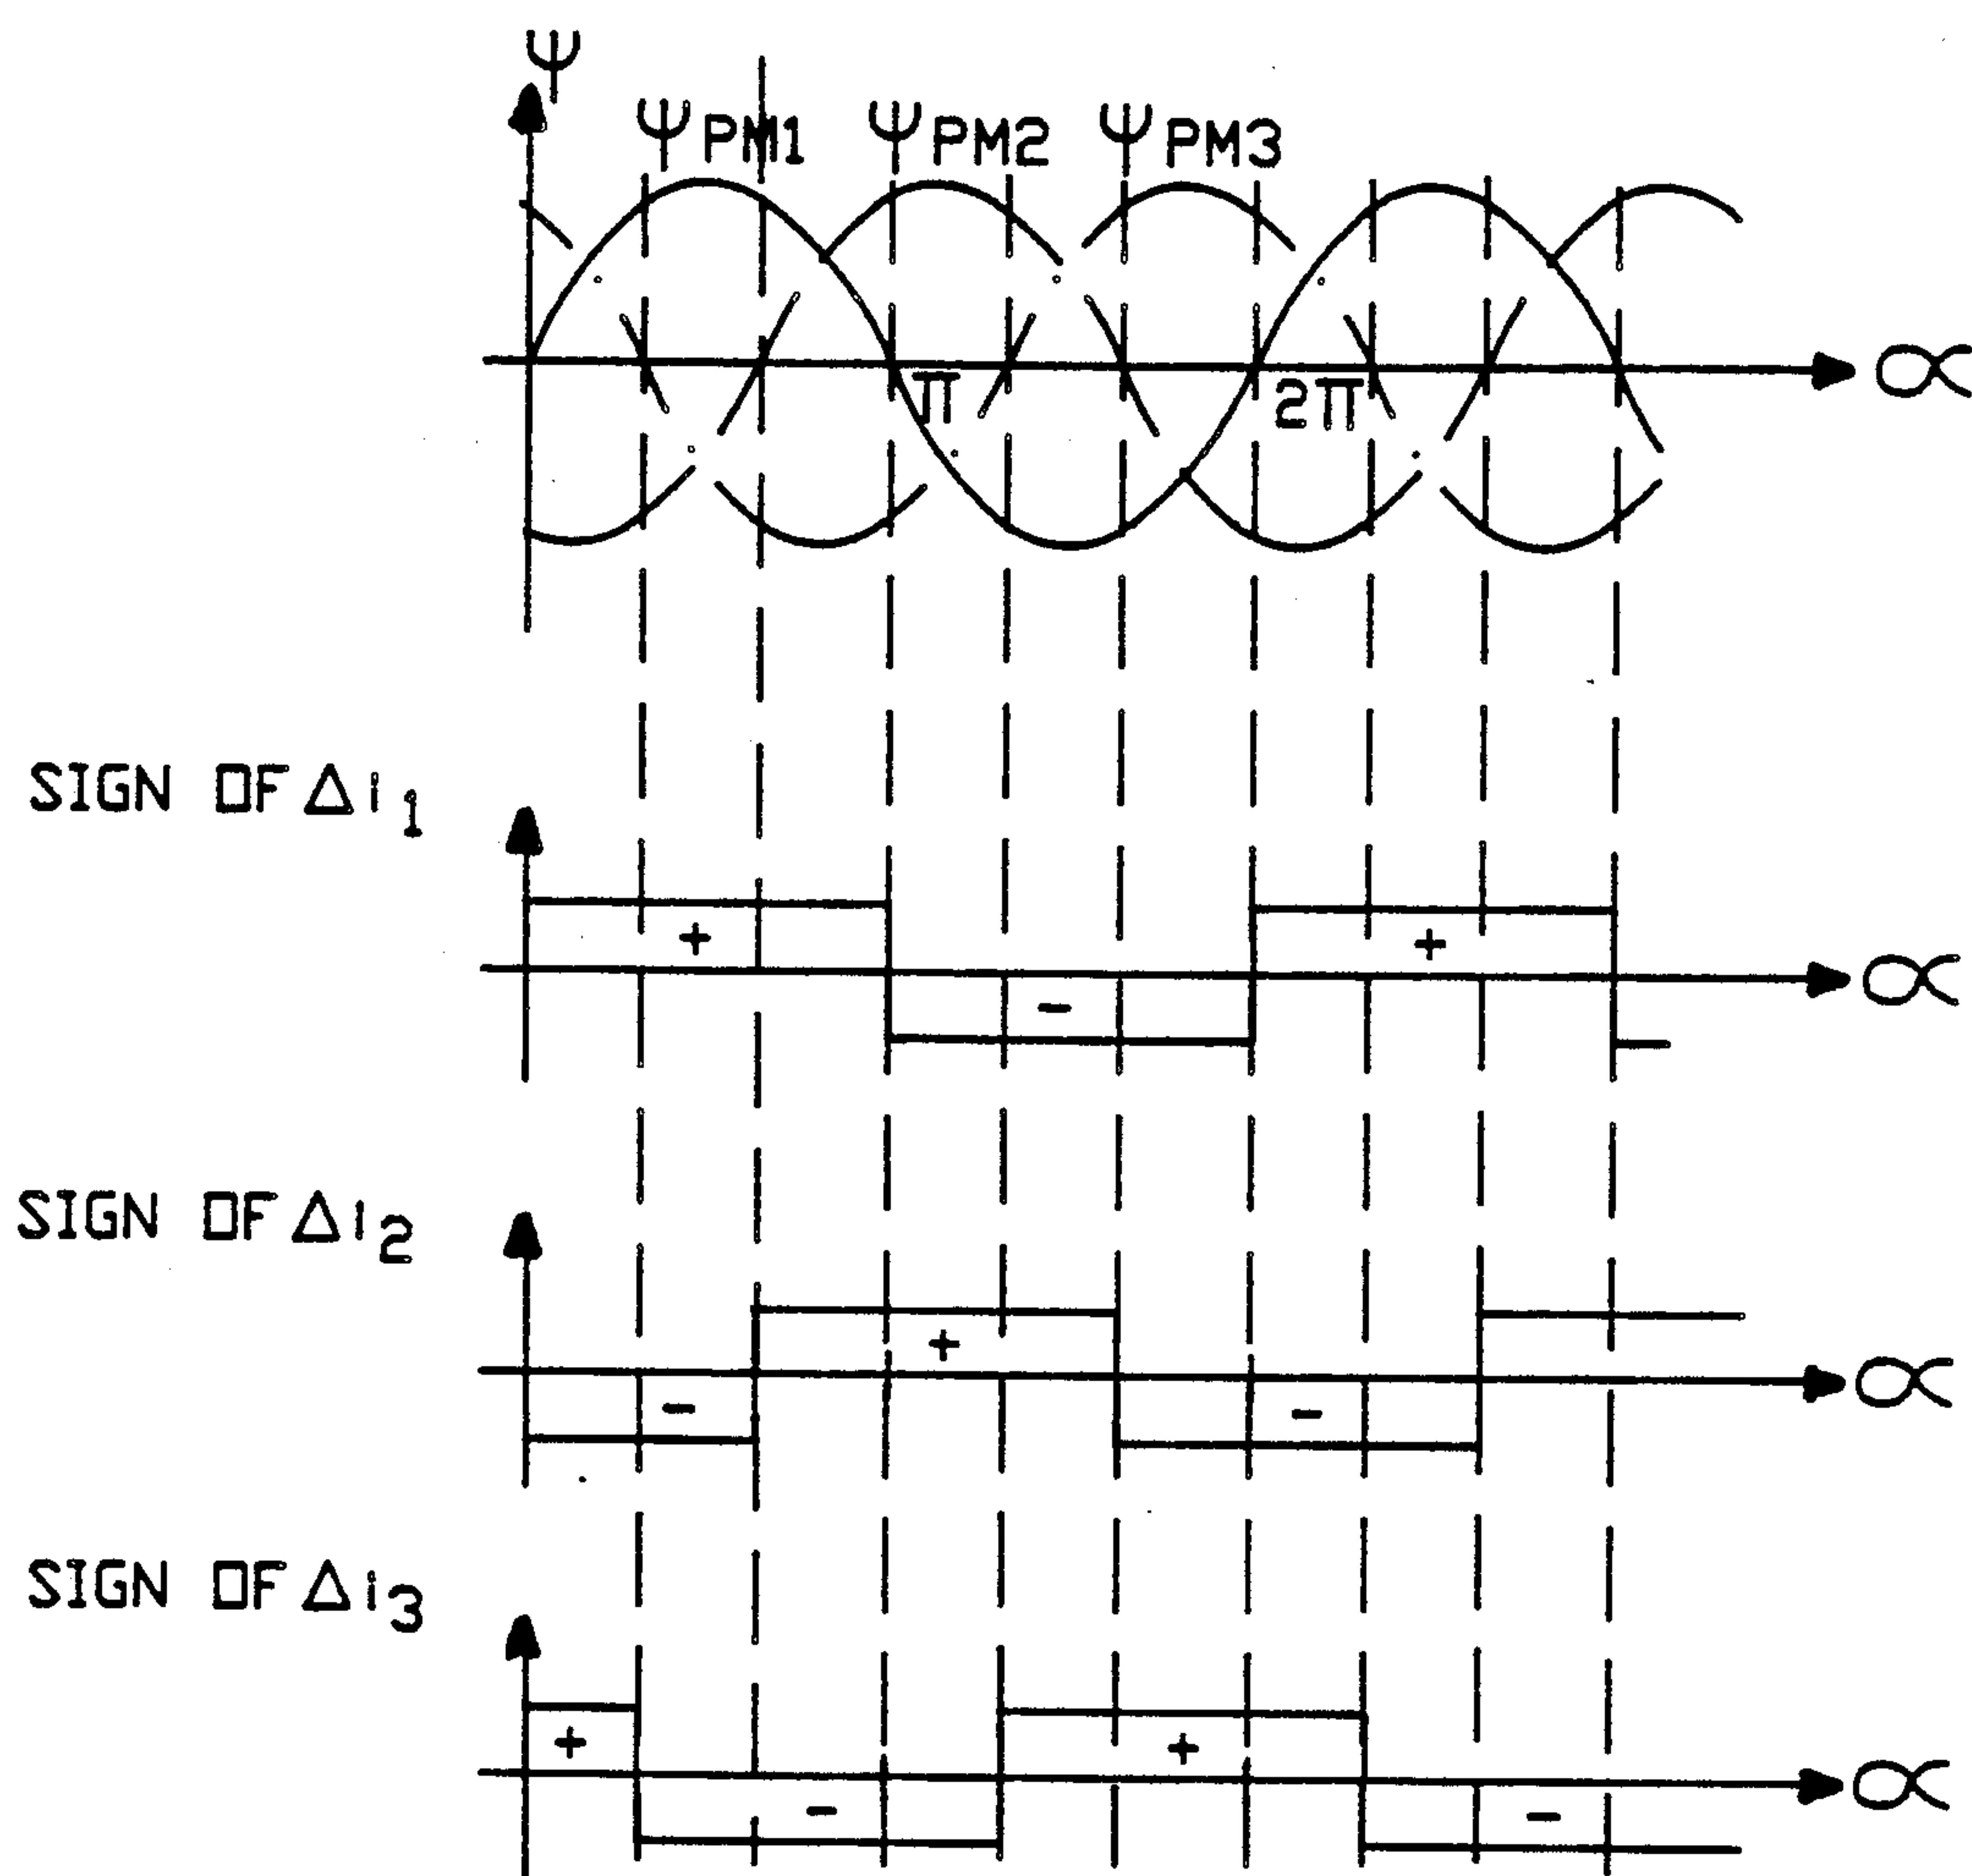 Ψ
ΨPM1 ΨPM2 ΨPM3
π 2π α
SIGN OF Δi1
+ - + α
SIGN OF Δi2
- + - α
SIGN OF Δi3
+ - + - α